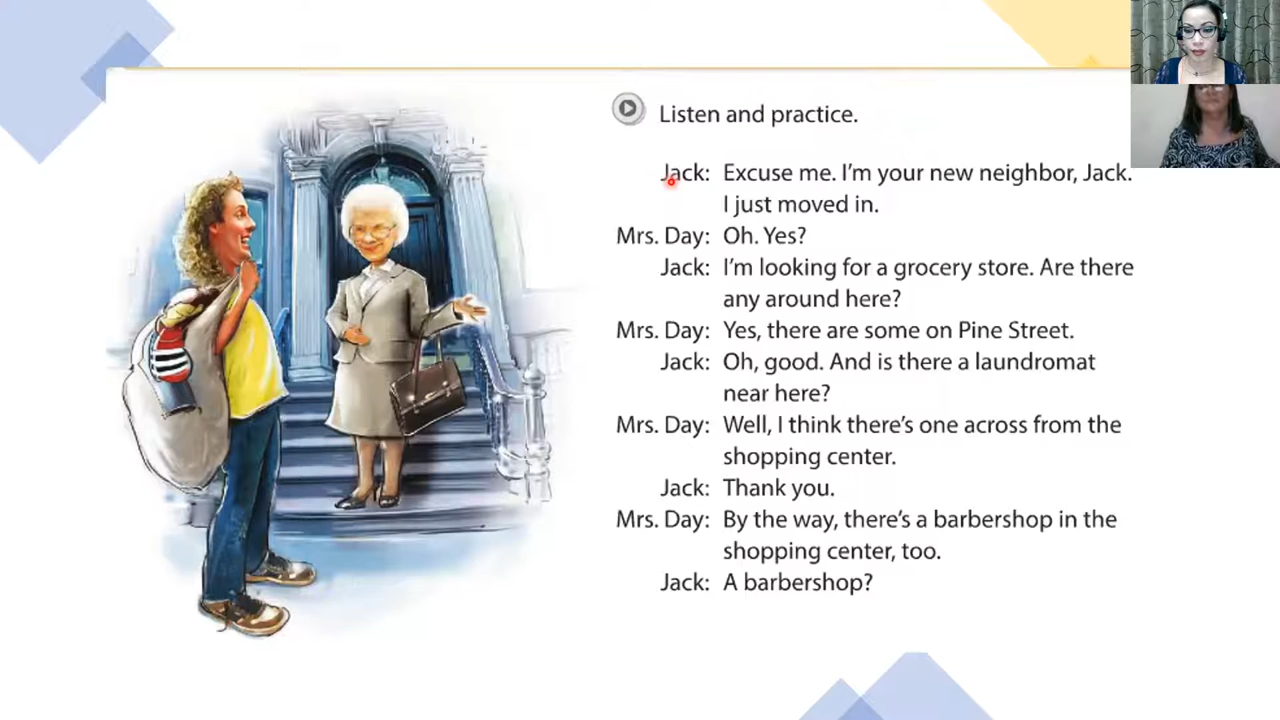 Listen and practice.
Jack: Excuse me. I'm your new neighbor, Jack.
I just moved in.
Mrs. Day: Oh. Yes?
Jack: I'm looking for a grocery store. Are there
any around here?
Mrs. Day: Yes, there are some on Pine Street.
Jack: Oh, good. And is there a laundromat
near here?
Mrs. Day: Well, I think there's one across from the
shopping center.
Jack: Thank you.
Mrs. Day: By the way, there's a barbershop in the
shopping center, too.
Jack: A barbershop?